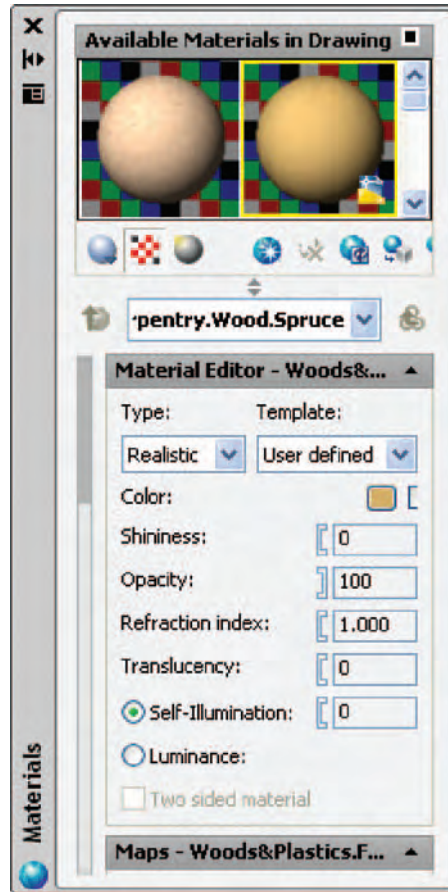 Available Materials in Drawing
pentry.Wood.Spruce
Material Editor - Woods&...
Type: Template:
Realistic User defined
Color:
Shininess: 0
Opacity: 100
Refraction index: 1.000
Translucency: 0
Self-Illumination: 0
Luminance:
Two sided material
Maps - Woods&Plastics.F...
Materials